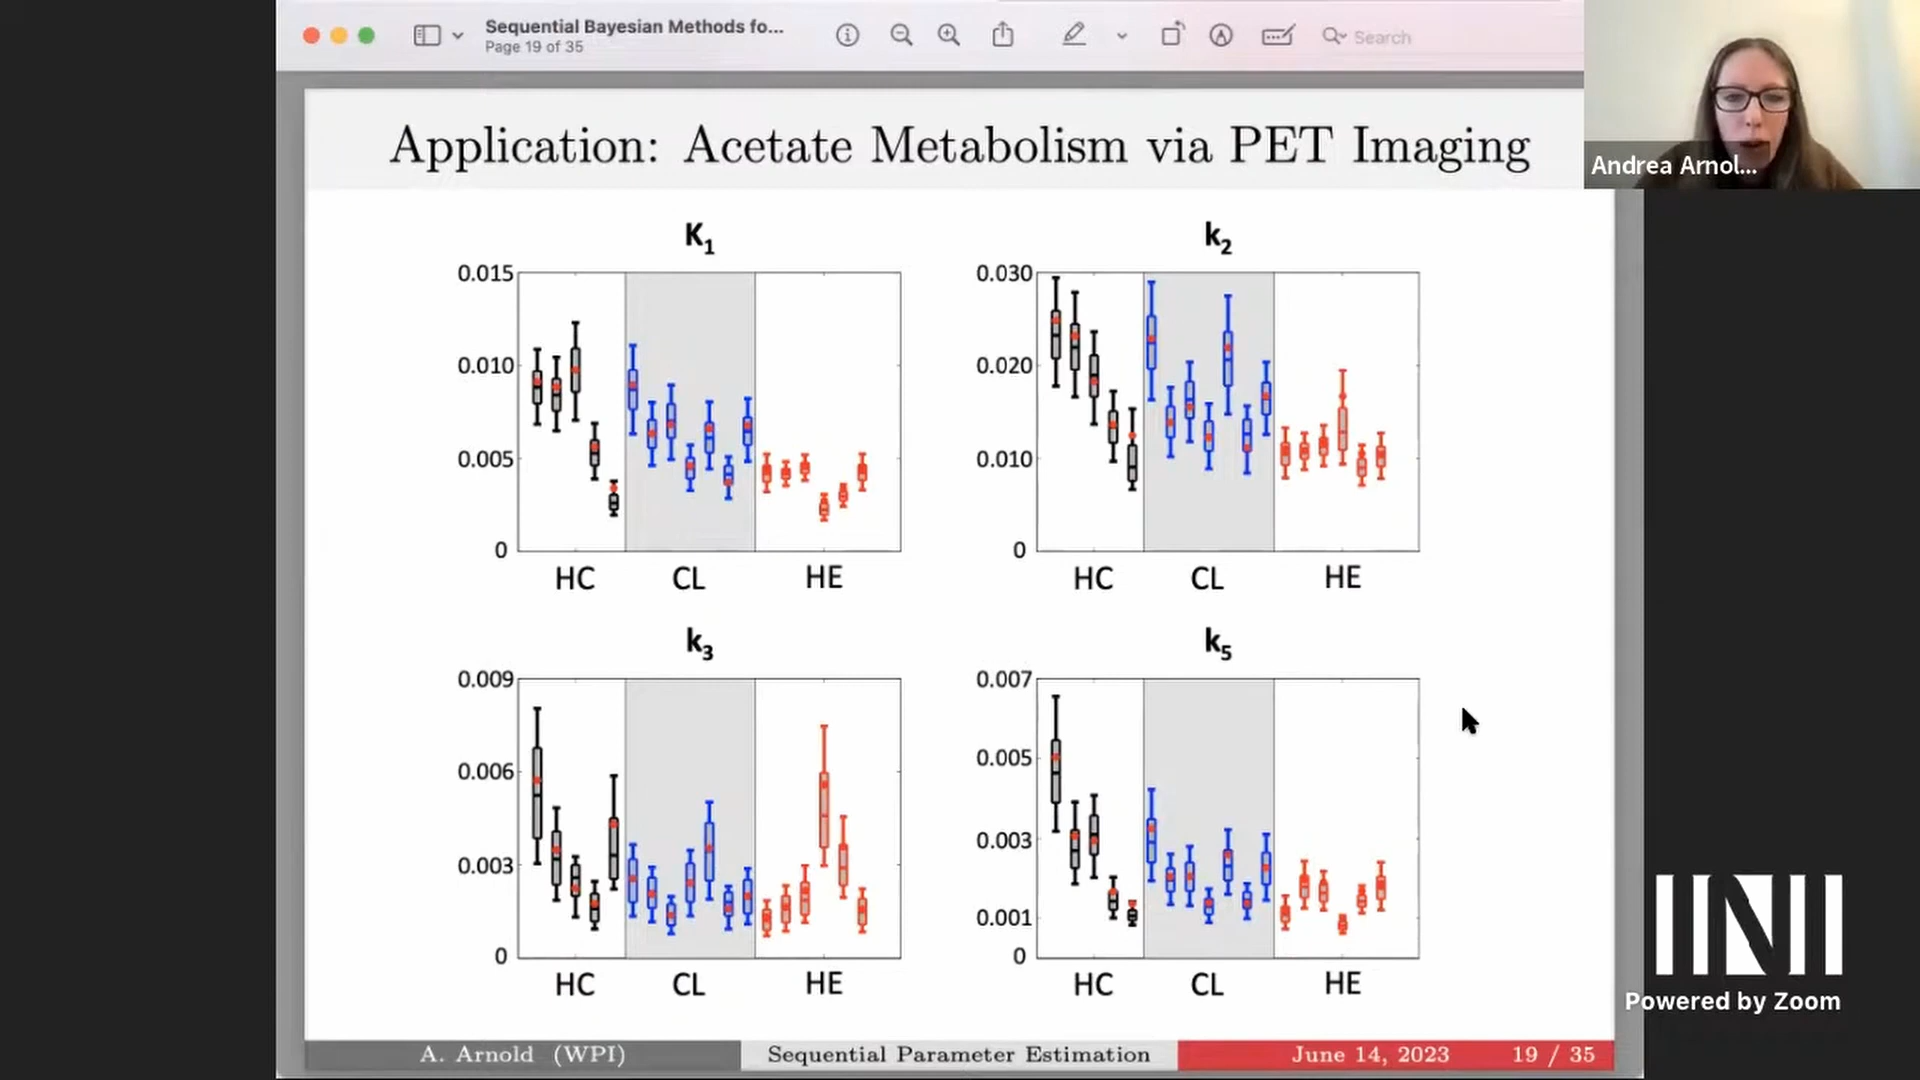 Sequential Bayesian Methods fo...
Page 19 of 35
Search
Andrea Arnol...
Application: Acetate Metabolism via PET Imaging
K1
0.015
0.010
0.005
0
HC CL HE
k2
0.030
0.020
0.010
0
HC CL HE
k3
0.009
0.006
0.003
0
HC CL HE
k5
0.007
0.005
0.003
0.001
0
HC CL HE
INI
Powered by Zoom
A. Arnold (WPI) Sequential Parameter Estimation June 14, 2023 19 / 35